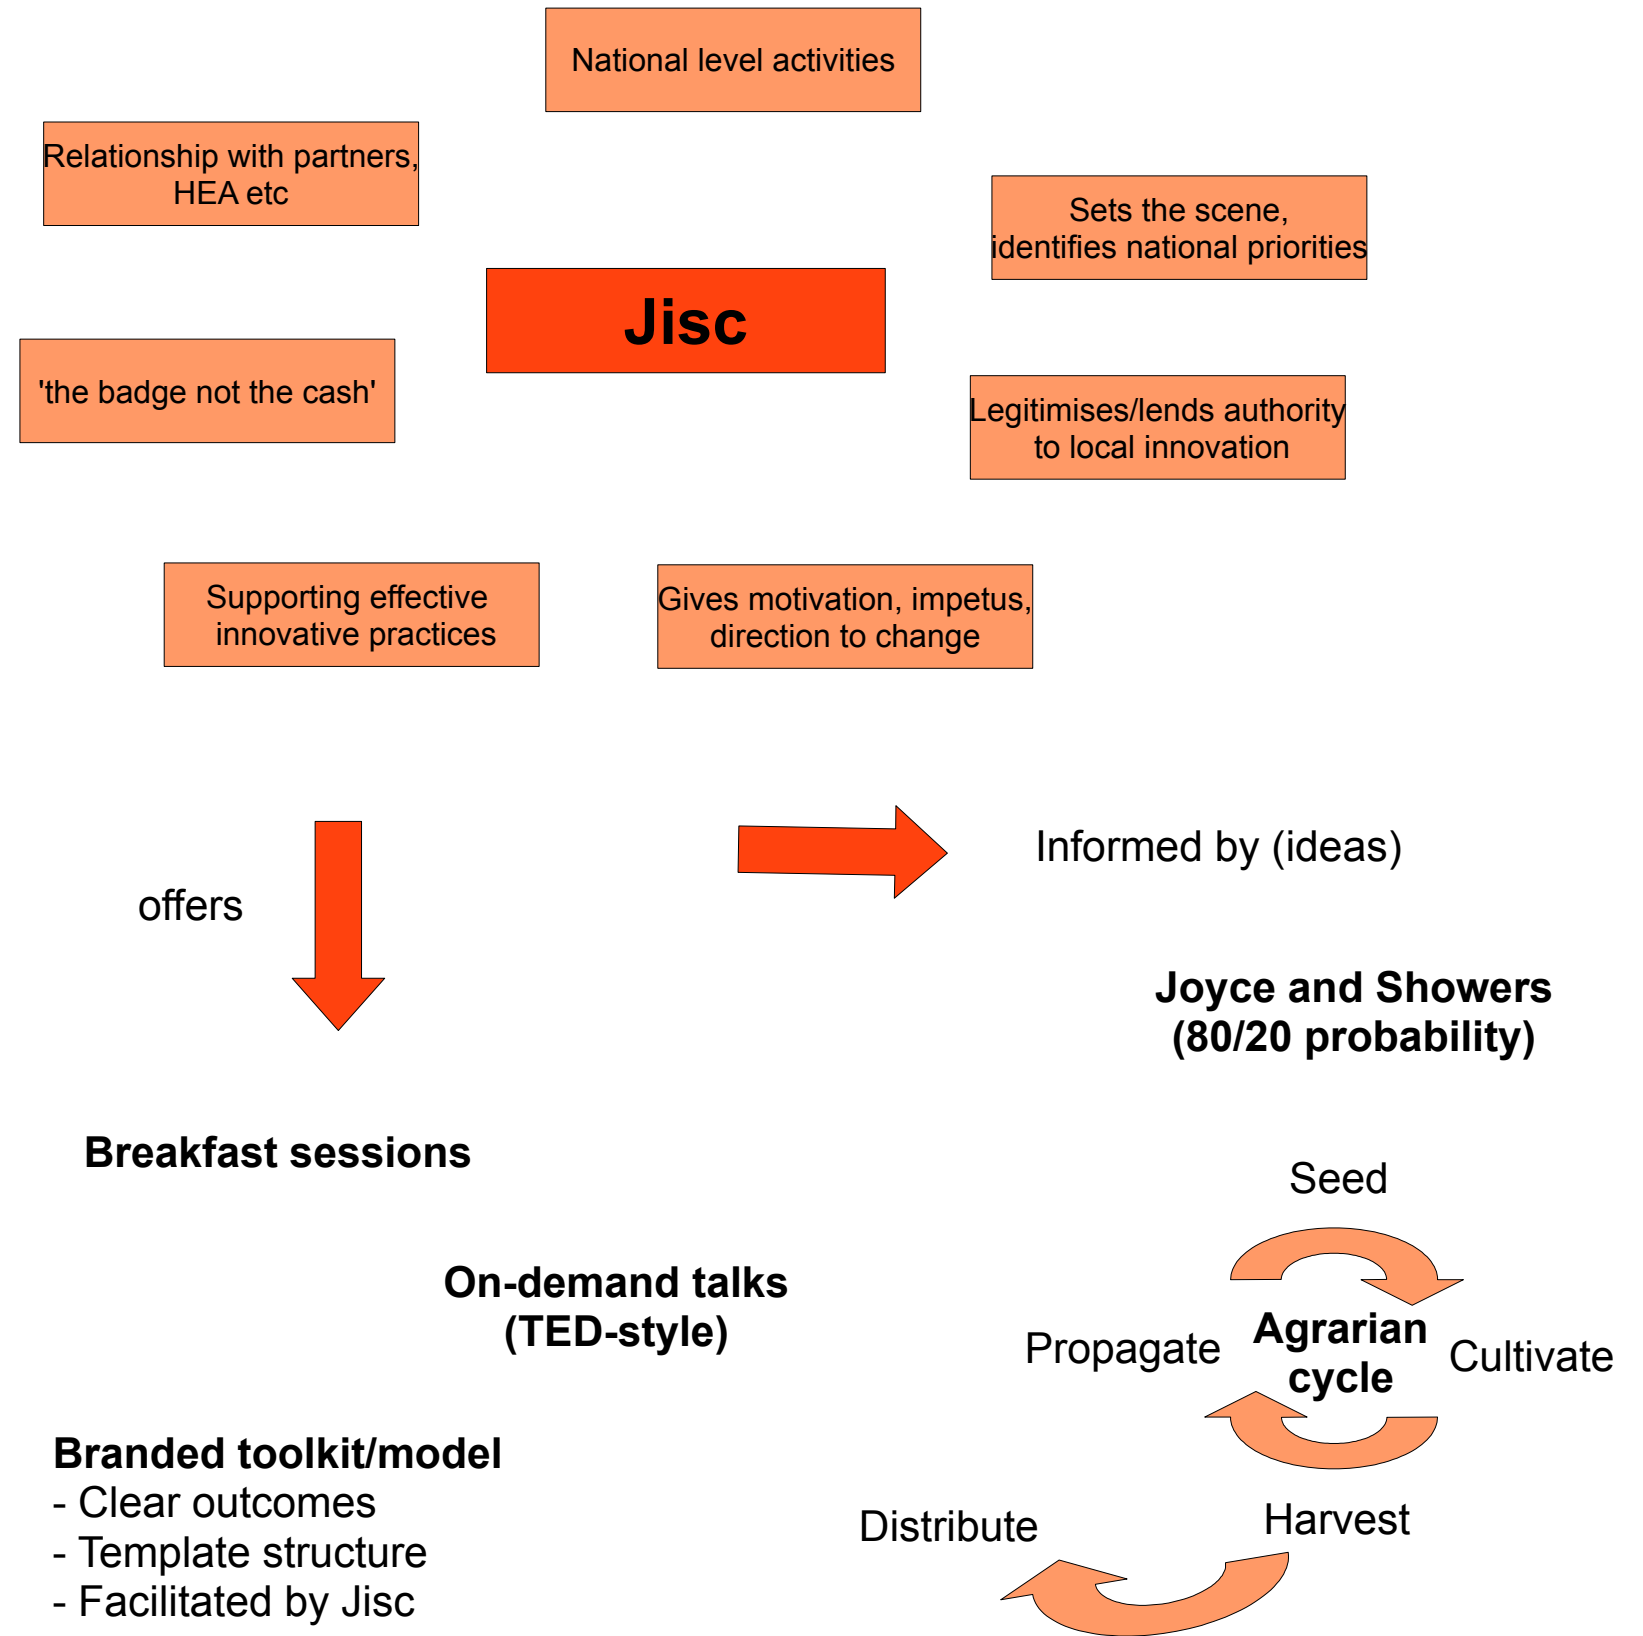 National level activities
Relationship with partners,
HEA etc
Sets the scene,
identifies national priorities
Jisc
'the badge not the cash'
Legitimises/lends authority
to local innovation
Supporting effective
innovative practices
Gives motivation, impetus,
direction to change
offers
Informed by (ideas)
Joyce and Showers
(80/20 probability)
Breakfast sessions
On-demand talks
(TED-style)
Branded toolkit/model
- Clear outcomes
- Template structure
- Facilitated by Jisc
Seed
Propagate
Agrarian
cycle
Cultivate
Harvest
Distribute